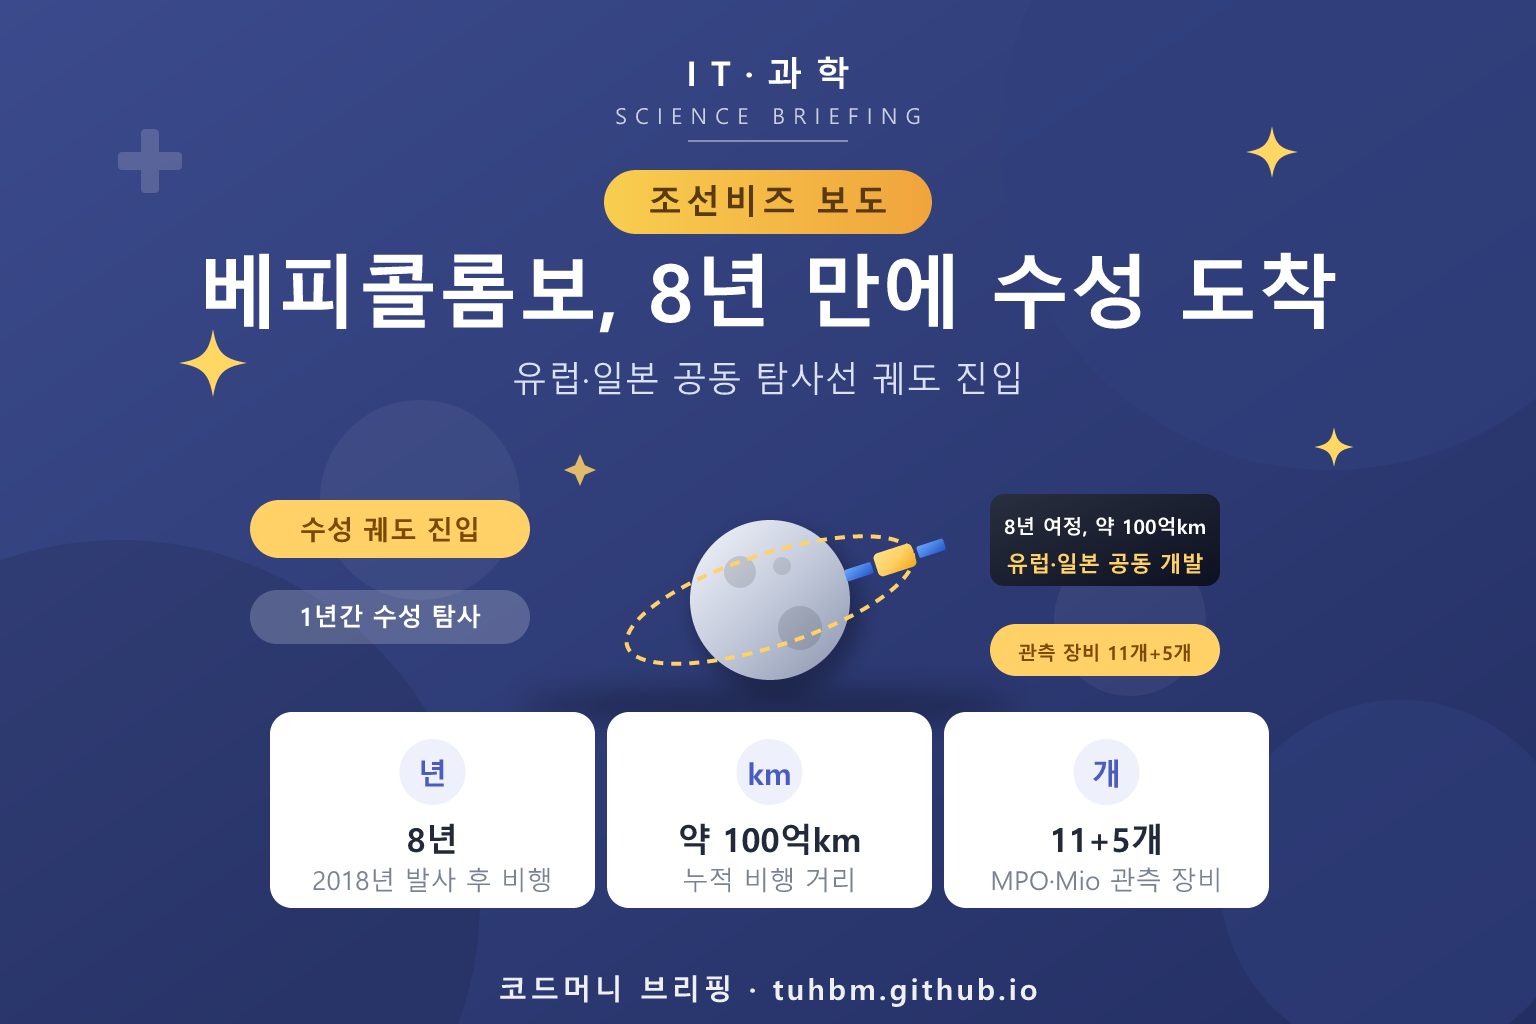 IT·과학
SCIENCE BRIEFING
조선비즈 보도
베피콜롬보, 8년 만에 수성 도착
유럽·일본 공동 탐사선 궤도 진입
수성 궤도 진입
1년간 수성 탐사
8년 여정, 약 100억km
유럽·일본 공동 개발
관측 장비 11개+5개
년
8년
2018년 발사 후 비행
km
약 100억km
누적 비행 거리
개
11+5개
MPO·Mio 관측 장비
코드머니 브리핑 · tuhbm.github.io